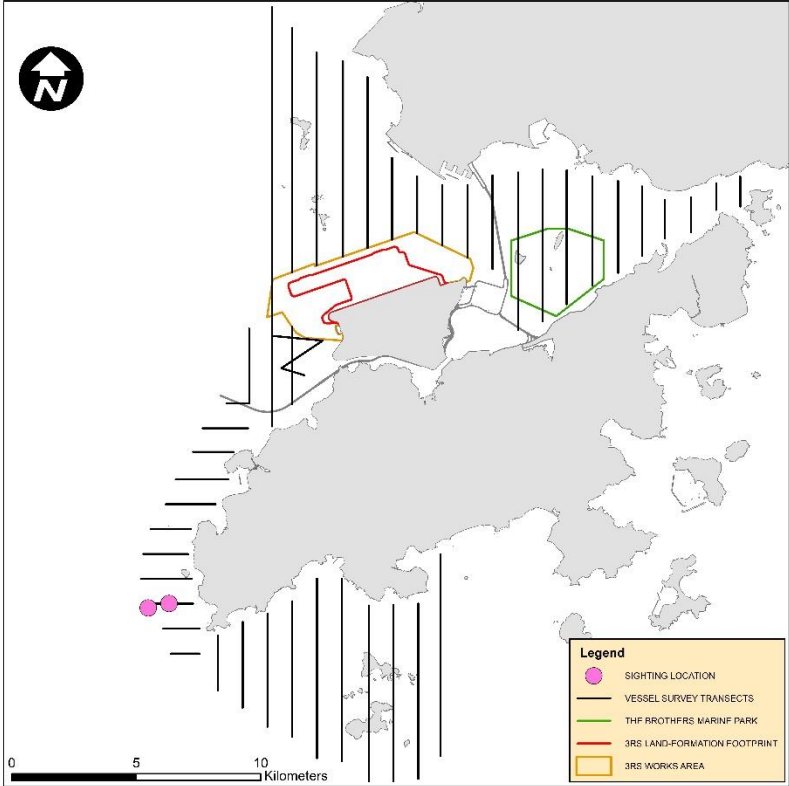 N
Legend
SIGHTING LOCATION
VESSEL SURVEY TRANSECTS
THE BROTHERS MARINE PARK
3RS LAND-FORMATION FOOTPRINT
3RS WORKS AREA
0 5 10
Kilometers